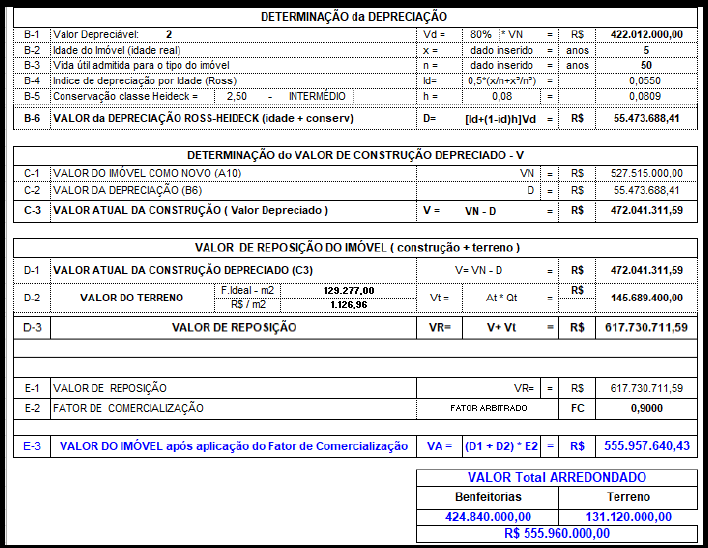 DETERMINAÇÃO da DEPRECIAÇÃO
B-1 Valor Depreciável: 2 Vd = 80% * VN = R$ 422.012.000,00
B-2 Idade do Imóvel (idade real) x = dado inserido = anos 5
B-3 Vida útil admitida para o tipo do imóvel n = dado inserido = anos 50
B-4 Indice de depreciação por Idade (Ross) Id= 0,5*(x/n+x²/n²) = 0,0550
B-5 Conservação classe Heideck = 2,50 - INTERMÉDIO h = 0,08 = 0,0809
B-6 VALOR da DEPRECIAÇÃO ROSS-HEIDECK (idade + conserv) D= [Id+(1-id)h]Vd = R$ 55.473.688,41
DETERMINAÇÃO do VALOR DE CONSTRUÇÃO DEPRECIADO - V
C-1 VALOR DO IMÓVEL COMO NOVO (A10) VN = R$ 527.515.000,00
C-2 VALOR DA DEPRECIAÇÃO (B6) D = R$ 55.473.688,41
C-3 VALOR ATUAL DA CONSTRUÇÃO ( Valor Depreciado ) V = VN - D = R$ 472.041.311,59
VALOR DE REPOSIÇÃO DO IMÓVEL ( construção + terreno )
D-1 VALOR ATUAL DA CONSTRUÇÃO DEPRECIADO (C3) V= VN - D = R$ 472.041.311,59
D-2 VALOR DO TERRENO F.Ideal - m2 129.277,00 Vt = At * Qt = R$ 145.689.400,00
R$ / m2 1.126,96
D-3 VALOR DE REPOSIÇÃO VR= V+ Vt = R$ 617.730.711,59
E-1 VALOR DE REPOSIÇÃO VR= = R$ 617.730.711,59
E-2 FATOR DE COMERCIALIZAÇÃO FATOR ARBITRADO FC 0,9000
E-3 VALOR DO IMÓVEL após aplicação do Fator de Comercialização VA = (D1 + D2) * E2 = R$ 555.957.640,43
VALOR Total ARREDONDADO
Benfeitorias Terreno
424.840.000,00 131.120.000,00
R$ 555.960.000,00